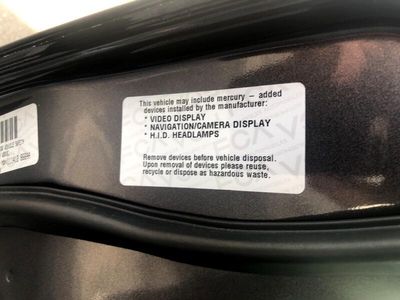 This vehicle may include mercury – added
devices installed by the manufacturer:
• VIDEO DISPLAY
• NAVIGATION/CAMERA DISPLAY
• H.I.D. HEADLAMPS
Remove devices before vehicle disposal.
Upon removal of devices please reuse,
recycle or dispose as hazardous waste.